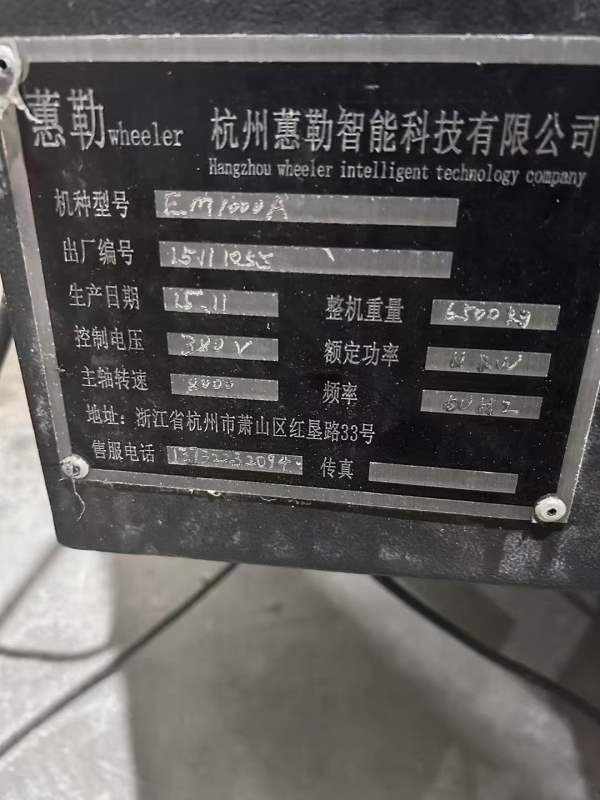 蕙勒wheeler 杭州蕙勒智能科技有限公司
Hangzhou wheeler intelligent technology company
机种型号 EM1000A
出厂编号 15111255
生产日期 15.11 整机重量 6500kg
控制电压 380V 额定功率
主轴转速 8000 频率
地址:浙江省杭州市萧山区红垦路33号
售服电话 传真